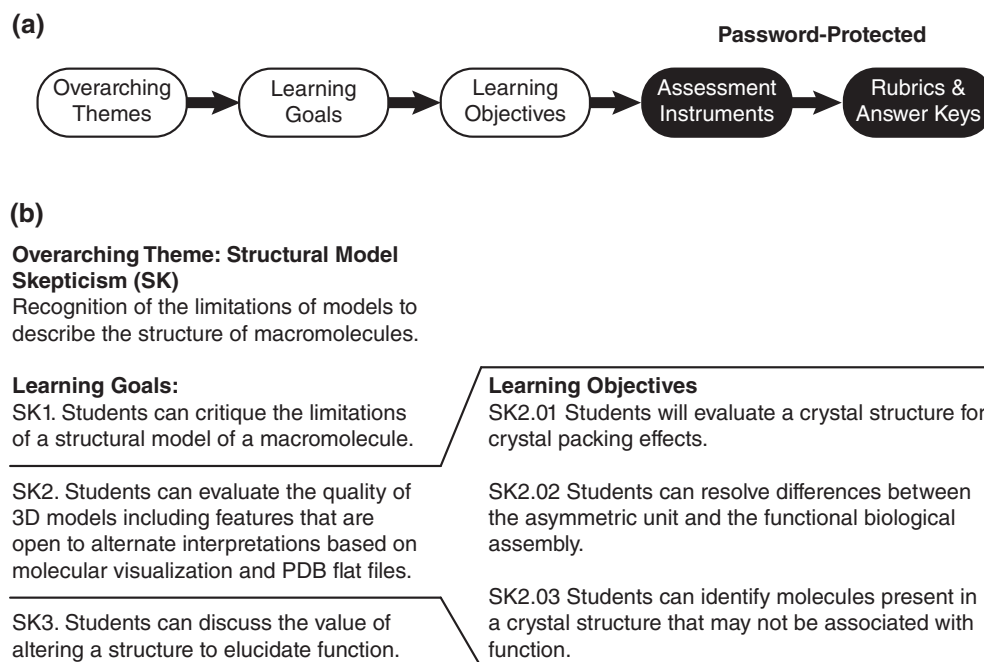 (a)
Password-Protected
Overarching
Themes
Learning
Goals
Learning
Objectives
Assessment
Instruments
Rubrics &
Answer Keys
(b)
Overarching Theme: Structural Model
Skepticism (SK)
Recognition of the limitations of models to
describe the structure of macromolecules.
Learning Goals:
SK1. Students can critique the limitations
of a structural model of a macromolecule.
SK2. Students can evaluate the quality of
3D models including features that are
open to alternate interpretations based on
molecular visualization and PDB flat files.
SK3. Students can discuss the value of
altering a structure to elucidate function.
Learning Objectives
SK2.01 Students will evaluate a crystal structure for
crystal packing effects.
SK2.02 Students can resolve differences between
the asymmetric unit and the functional biological
assembly.
SK2.03 Students can identify molecules present in
a crystal structure that may not be associated with
function.